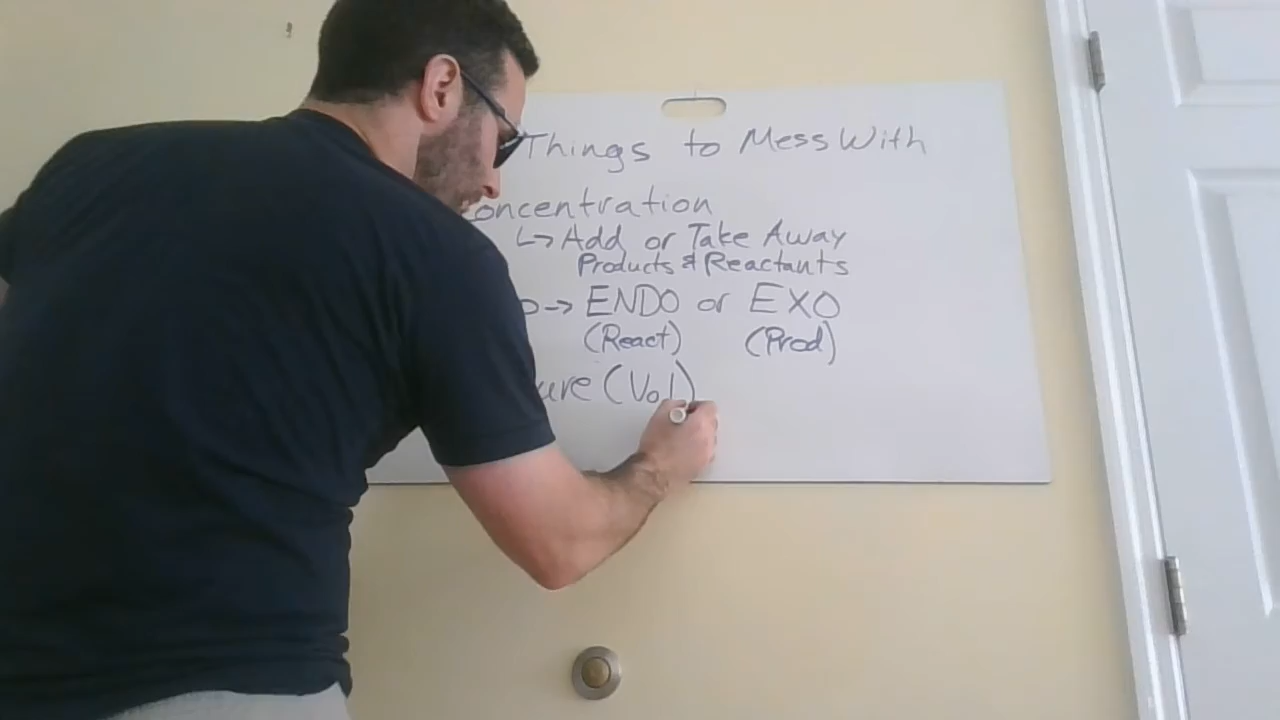 Things to Mess With
oncentration
↳ Add or Take Away
Products & Reactants
→ ENDO or EXO
(React) (Prod)
ure (Vol)